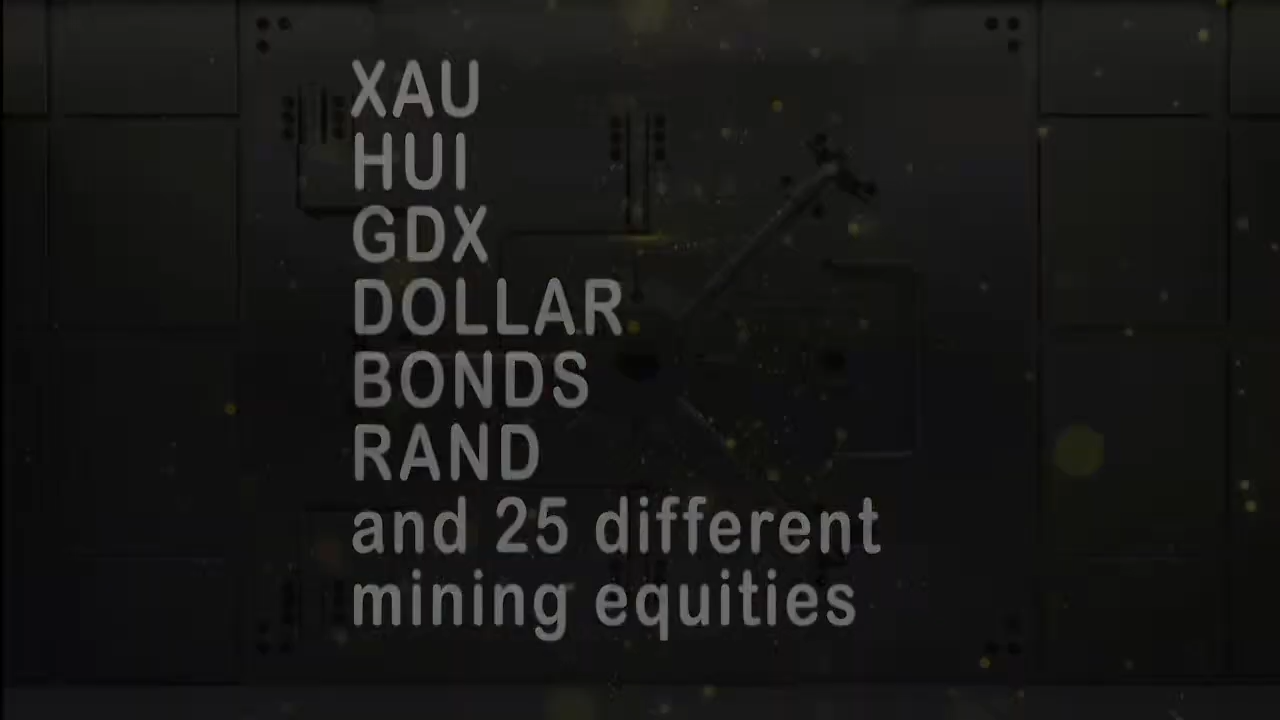 XAU
HUI
GDX
DOLLAR
BONDS
RAND
and 25 different
mining equities